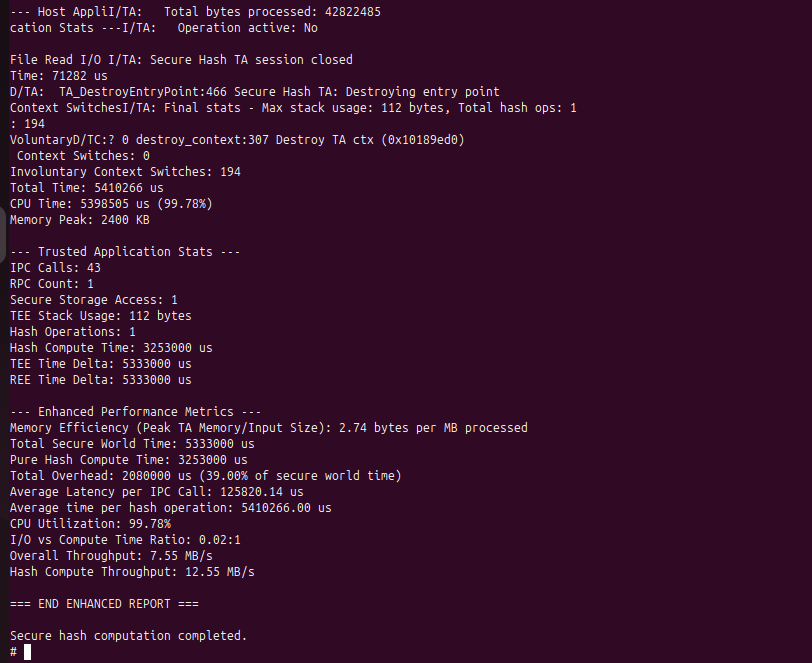 --- Host AppliI/TA:   Total bytes processed: 42822485
cation Stats ---I/TA:   Operation active: No
File Read I/O I/TA: Secure Hash TA session closed
Time: 71282 us
D/TA:  TA_DestroyEntryPoint:466 Secure Hash TA: Destroying entry point
Context SwitchesI/TA: Final stats - Max stack usage: 112 bytes, Total hash ops: 1
: 194
VoluntaryD/TC:? 0 destroy_context:307 Destroy TA ctx (0x10189ed0)
 Context Switches: 0
Involuntary Context Switches: 194
Total Time: 5410266 us
CPU Time: 5398505 us (99.78%)
Memory Peak: 2400 KB
--- Trusted Application Stats ---
IPC Calls: 43
RPC Count: 1
Secure Storage Access: 1
TEE Stack Usage: 112 bytes
Hash Operations: 1
Hash Compute Time: 3253000 us
TEE Time Delta: 5333000 us
REE Time Delta: 5333000 us
--- Enhanced Performance Metrics ---
Memory Efficiency (Peak TA Memory/Input Size): 2.74 bytes per MB processed
Total Secure World Time: 5333000 us
Pure Hash Compute Time: 3253000 us
Total Overhead: 2080000 us (39.00% of secure world time)
Average Latency per IPC Call: 125820.14 us
Average time per hash operation: 5410266.00 us
CPU Utilization: 99.78%
I/O vs Compute Time Ratio: 0.02:1
Overall Throughput: 7.55 MB/s
Hash Compute Throughput: 12.55 MB/s
=== END ENHANCED REPORT ===
Secure hash computation completed.
#